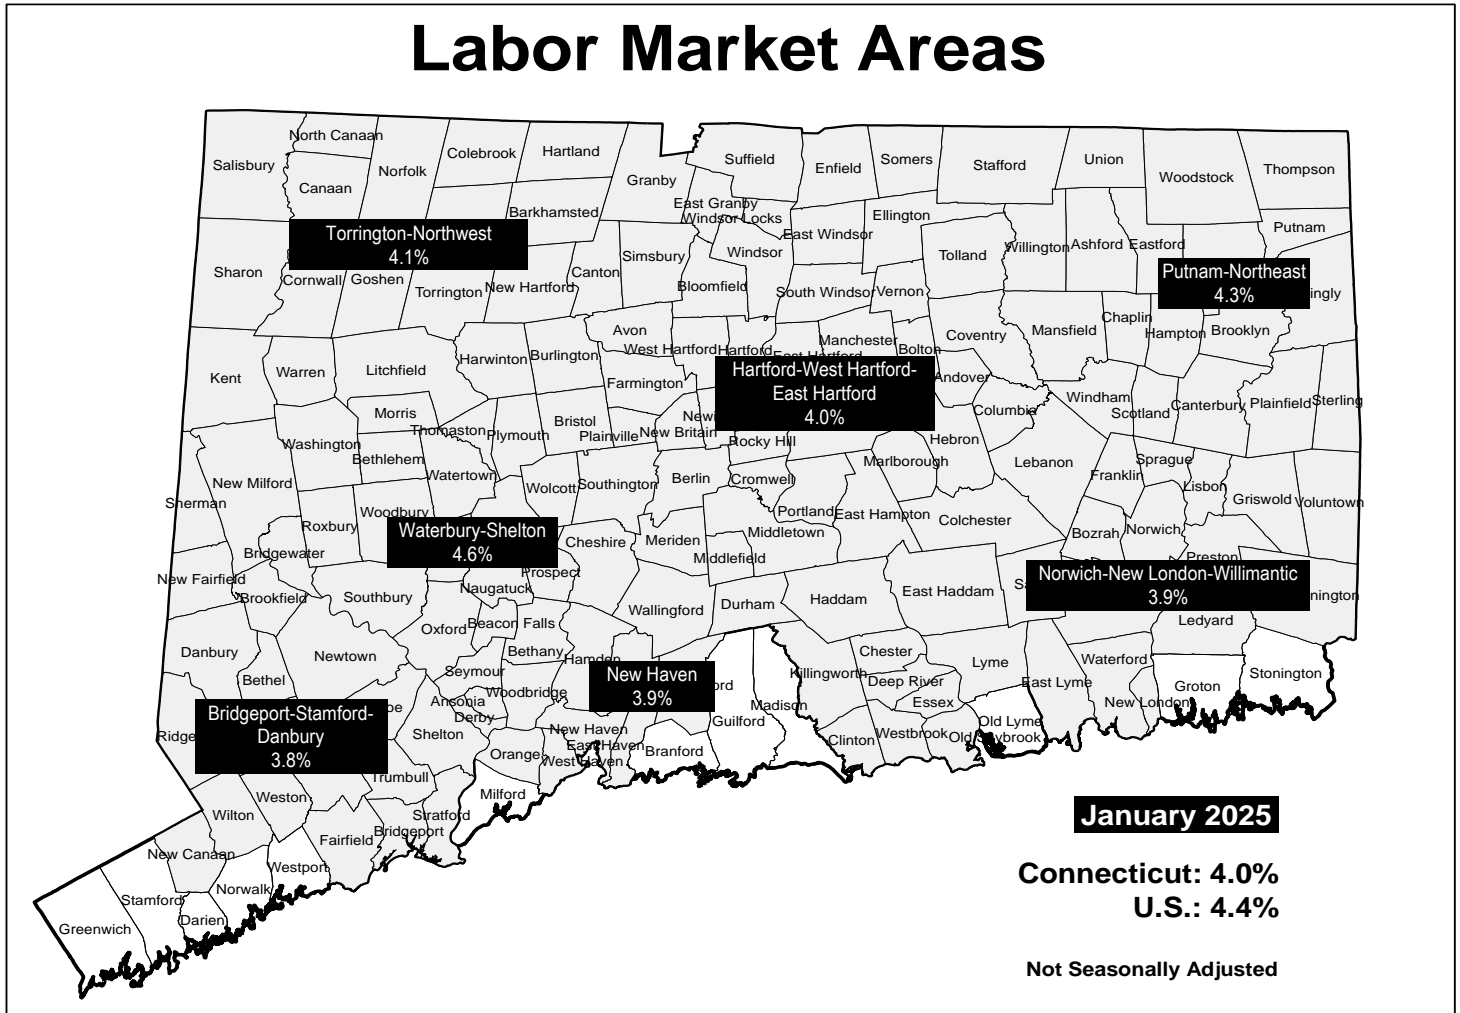 Labor Market Areas
North Canaan
Salisbury
Canaan
Norfolk
Colebrook
Hartland
Granby
Suffield
Enfield
Somers
Stafford
Union
Woodstock
Thompson
Barkhamsted
East Granby
Windsor Locks
Ellington
East Windsor
Putnam
Torrington-Northwest
4.1%
Sharon
Cornwall
Goshen
Torrington
New Hartford
Canton
Simsbury
Windsor
Bloomfield
Tolland
Willington
Ashford
Eastford
Putnam-Northeast
4.3%
ingly
South Windsor
Vernon
Avon
West Hartford
Hartford
East Hartford
Manchester
Bolton
Coventry
Mansfield
Chaplin
Hampton
Brooklyn
Kent
Warren
Litchfield
Harwinton
Burlington
Farmington
Hartford-West Hartford-
East Hartford
4.0%
Andover
Columbia
Windham
Scotland
Canterbury
Plainfield
Sterling
Morris
Thomaston
Plymouth
Bristol
Plainville
New Britain
Newi
Rocky Hill
Hebron
Washington
Bethlehem
Watertown
Wolcott
Southington
Berlin
Cromwell
Marlborough
Lebanon
Franklin
Sprague
Lisbon
Griswold
Voluntown
New Milford
Sherman
Roxbury
Woodbury
Portland
East Hampton
Colchester
Bozrah
Norwich
Preston
Waterbury-Shelton
4.6%
Cheshire
Meriden
Middletown
Middlefield
Bridgewater
New Fairfield
Brookfield
Southbury
Naugatuck
Prospect
Wallingford
Durham
Haddam
East Haddam
Norwich-New London-Willimantic
3.9%
Sa
nington
Ledyard
Danbury
Newtown
Oxford
Beacon Falls
Bethany
Hamden
Bethel
Seymour
Woodbridge
Ansonia
Derby
New Haven
3.9%
ord
Madison
Guilford
Killingworth
Chester
Deep River
Essex
Lyme
East Lyme
Waterford
New London
Groton
Stonington
Ridge
Bridgeport-Stamford-
Danbury
3.8%
oe
Shelton
Orange
New Haven
East Haven
West Haven
Branford
Clinton
Westbrook
Old Saybrook
Old Lyme
Trumbull
Milford
Weston
Wilton
Stratford
Bridgeport
Fairfield
New Canaan
Westport
Norwalk
Stamford
Darien
Greenwich
January 2025
Connecticut: 4.0%
U.S.: 4.4%
Not Seasonally Adjusted